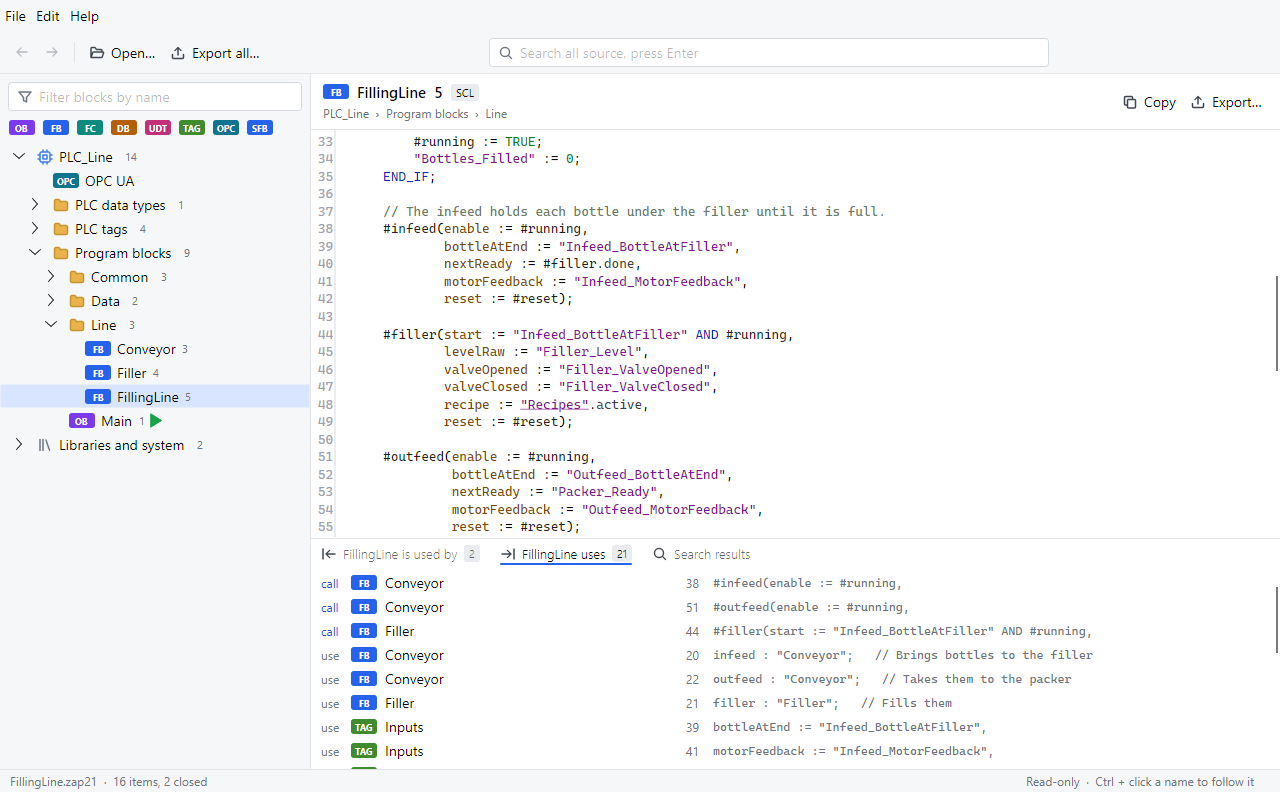 File Edit Help
Open... Export all... Search all source, press Enter
Filter blocks by name
OB FB FC DB UDT TAG OPC SFB
PLC_Line 14
OPC OPC UA
PLC data types 1
PLC tags 4
Program blocks 9
Common 3
Data 2
Line 3
FB Conveyor 3
FB Filler 4
FB FillingLine 5
OB Main 1
Libraries and system 2
FB FillingLine 5 SCL
PLC_Line › Program blocks › Line
Copy Export...
33 #running := TRUE;
34 "Bottles_Filled" := 0;
35 END_IF;
36
37 // The infeed holds each bottle under the filler until it is full.
38 #infeed(enable := #running,
39 bottleAtEnd := "Infeed_BottleAtFiller",
40 nextReady := #filler.done,
41 motorFeedback := "Infeed_MotorFeedback",
42 reset := #reset);
43
44 #filler(start := "Infeed_BottleAtFiller" AND #running,
45 levelRaw := "Filler_Level",
46 valveOpened := "Filler_ValveOpened",
47 valveClosed := "Filler_ValveClosed",
48 recipe := "Recipes".active,
49 reset := #reset);
50
51 #outfeed(enable := #running,
52 bottleAtEnd := "Outfeed_BottleAtEnd",
53 nextReady := "Packer_Ready",
54 motorFeedback := "Outfeed_MotorFeedback",
55 reset := #reset);
FillingLine is used by 2 FillingLine uses 21 Search results
call FB Conveyor 38 #infeed(enable := #running,
call FB Conveyor 51 #outfeed(enable := #running,
call FB Filler 44 #filler(start := "Infeed_BottleAtFiller" AND #running,
use FB Conveyor 20 infeed : "Conveyor"; // Brings bottles to the filler
use FB Conveyor 22 outfeed : "Conveyor"; // Takes them to the packer
use FB Filler 21 filler : "Filler"; // Fills them
use TAG Inputs 39 bottleAtEnd := "Infeed_BottleAtFiller",
use TAG Inputs 41 motorFeedback := "Infeed_MotorFeedback",
FillingLine.zap21 · 16 items, 2 closed
Read-only · Ctrl + click a name to follow it